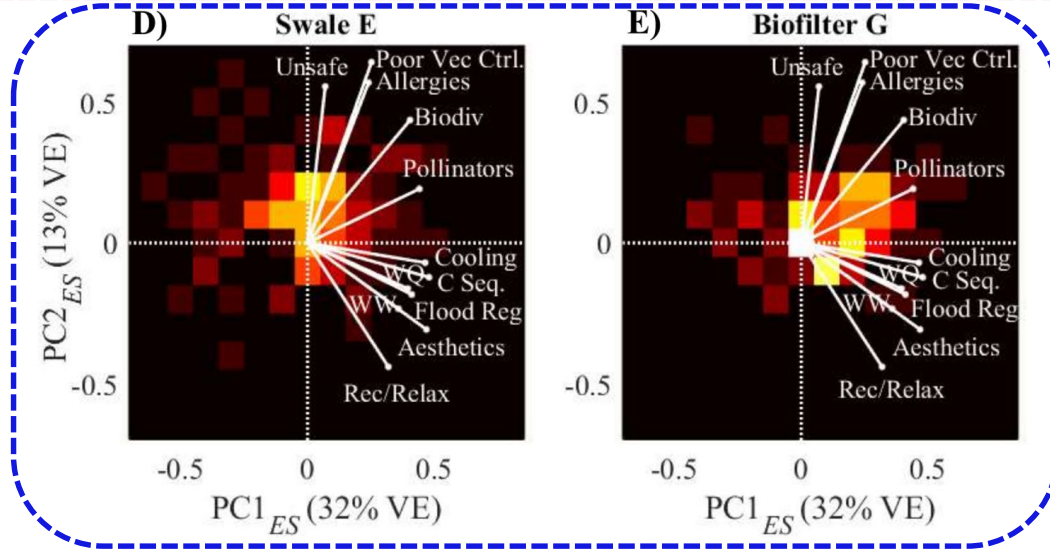 D) Swale E
Unsafe
Poor Vec Ctrl.
Allergies
Biodiv
Pollinators
Cooling
WQ
C Seq.
WW
Flood Reg
Aesthetics
Rec/Relax
0.5
0
-0.5
PC2ES (13% VE)
-0.5 0 0.5
PC1ES (32% VE)
E) Biofilter G
Unsafe
Poor Vec Ctrl.
Allergies
Biodiv
Pollinators
Cooling
WQ
C Seq.
WW
Flood Reg
Aesthetics
Rec/Relax
0.5
0
-0.5
-0.5 0 0.5
PC1ES (32% VE)